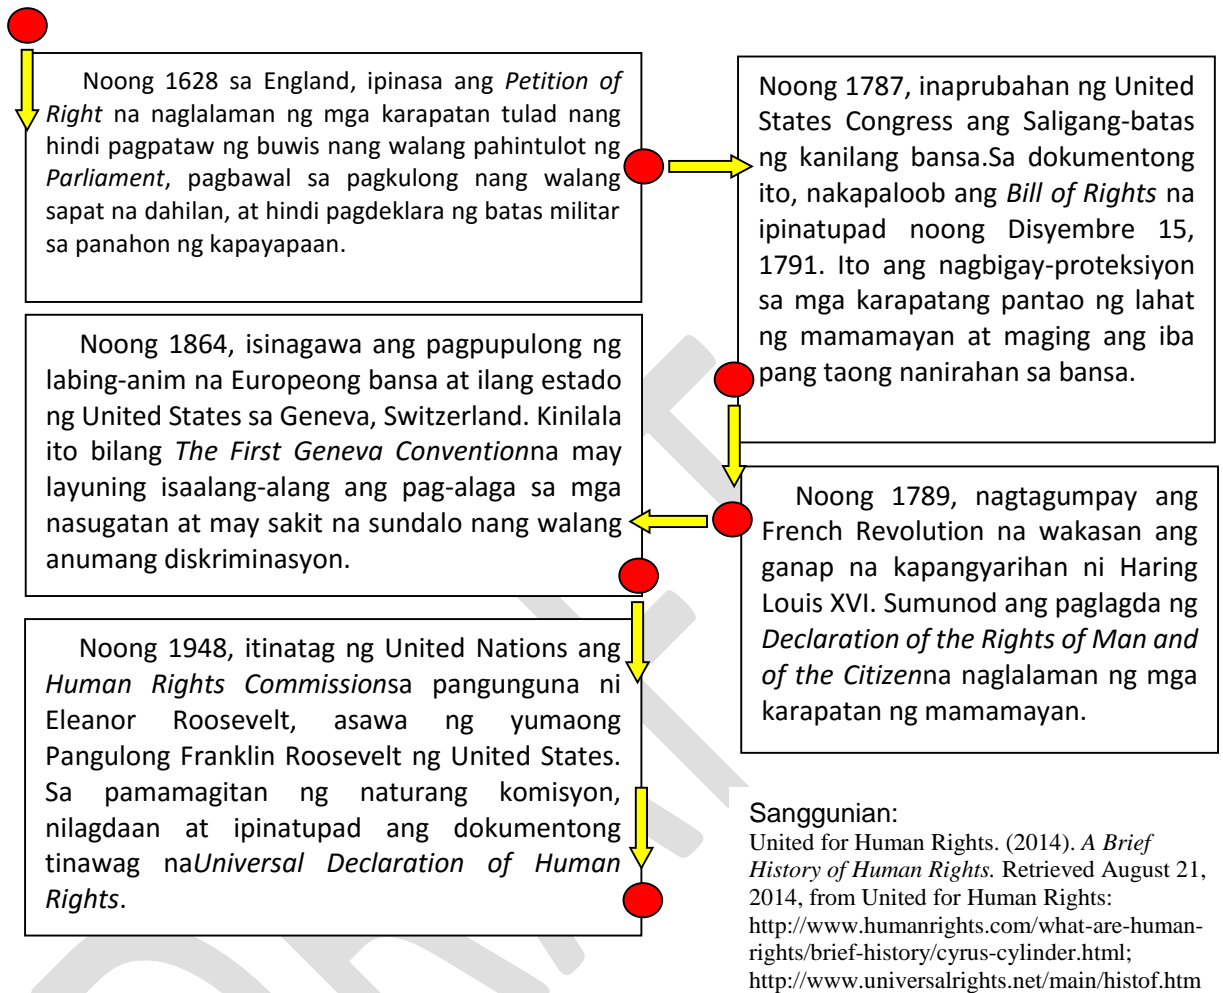 Noong 1628 sa England, ipinasa ang Petition of
Right na naglalaman ng mga karapatan tulad nang
hindi pagpataw ng buwis nang walang pahintulot ng
Parliament, pagbawal sa pagkulong nang walang
sapat na dahilan, at hindi pagdeklara ng batas militar
sa panahon ng kapayapaan.
Noong 1787, inaprubahan ng United
States Congress ang Saligang-batas
ng kanilang bansa.Sa dokumentong
ito, nakapaloob ang Bill of Rights na
ipinatupad noong Disyembre 15,
1791. Ito ang nagbigay-proteksiyon
sa mga karapatang pantao ng lahat
ng mamamayan at maging ang iba
pang taong nanirahan sa bansa.
Noong 1789, nagtagumpay ang
French Revolution na wakasan ang
ganap na kapangyarihan ni Haring
Louis XVI. Sumunod ang paglagda ng
Declaration of the Rights of Man and
of the Citizenna naglalaman ng mga
karapatan ng mamamayan.
Noong 1864, isinagawa ang pagpupulong ng
labing-anim na Europeong bansa at ilang estado
ng United States sa Geneva, Switzerland. Kinilala
ito bilang The First Geneva Conventionna may
layuning isaalang-alang ang pag-alaga sa mga
nasugatan at may sakit na sundalo nang walang
anumang diskriminasyon.
Noong 1948, itinatag ng United Nations ang
Human Rights Commissionsa pangunguna ni
Eleanor Roosevelt, asawa ng yumaong
Pangulong Franklin Roosevelt ng United States.
Sa pamamagitan ng naturang komisyon,
nilagdaan at ipinatupad ang dokumentong
tinawag naUniversal Declaration of Human
Rights.
Sanggunian:
United for Human Rights. (2014). A Brief
History of Human Rights. Retrieved August 21,
2014, from United for Human Rights:
http://www.humanrights.com/what-are-human-
rights/brief-history/cyrus-cylinder.html;
http://www.universalrights.net/main/histof.htm